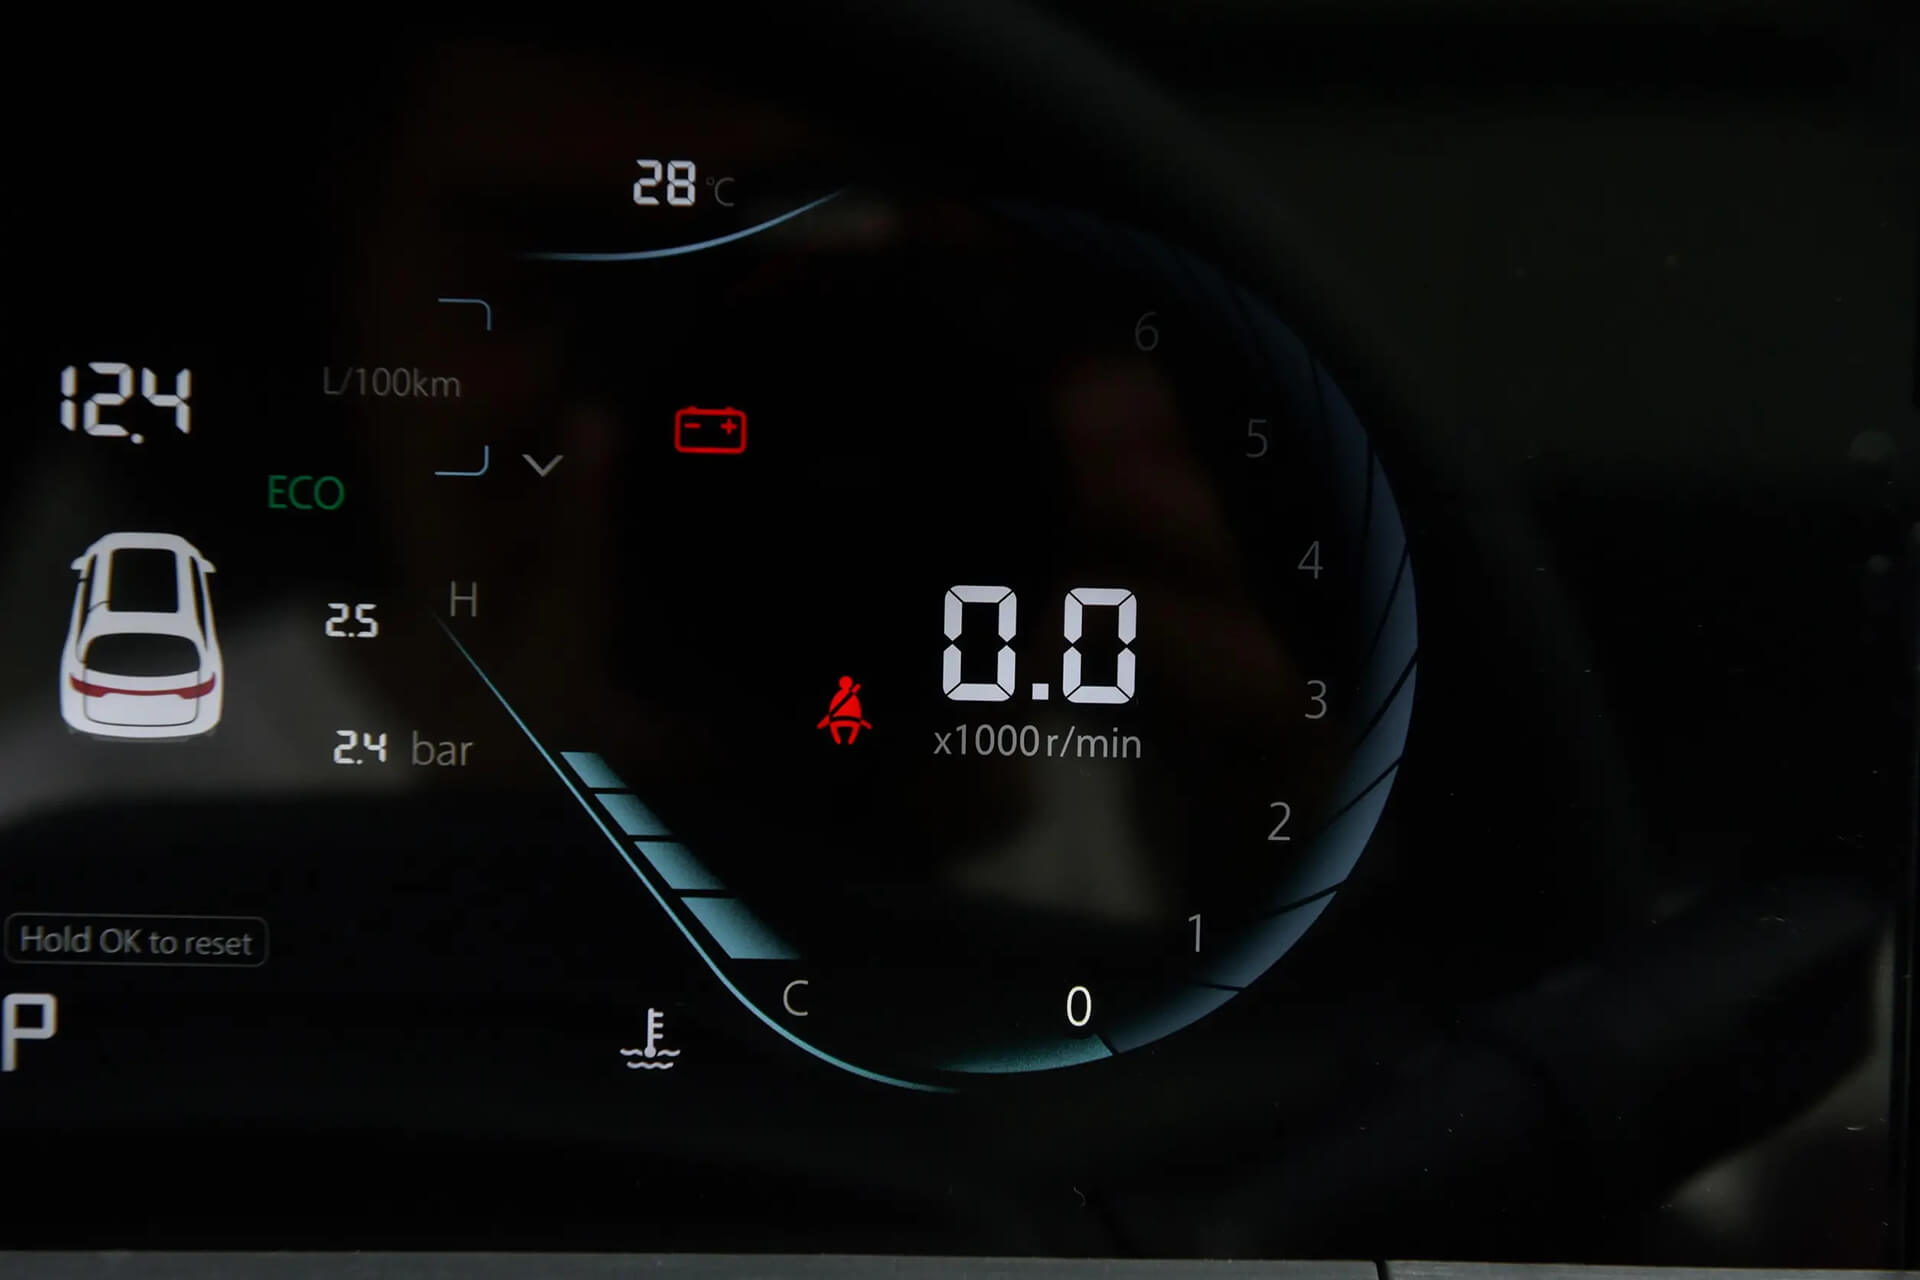 28 °C
12.4 L/100km
ECO
2.5
2.4 bar
Hold OK to reset
P
H
C
- +
6
5
4
3
2
1
0
0.0
x1000r/min